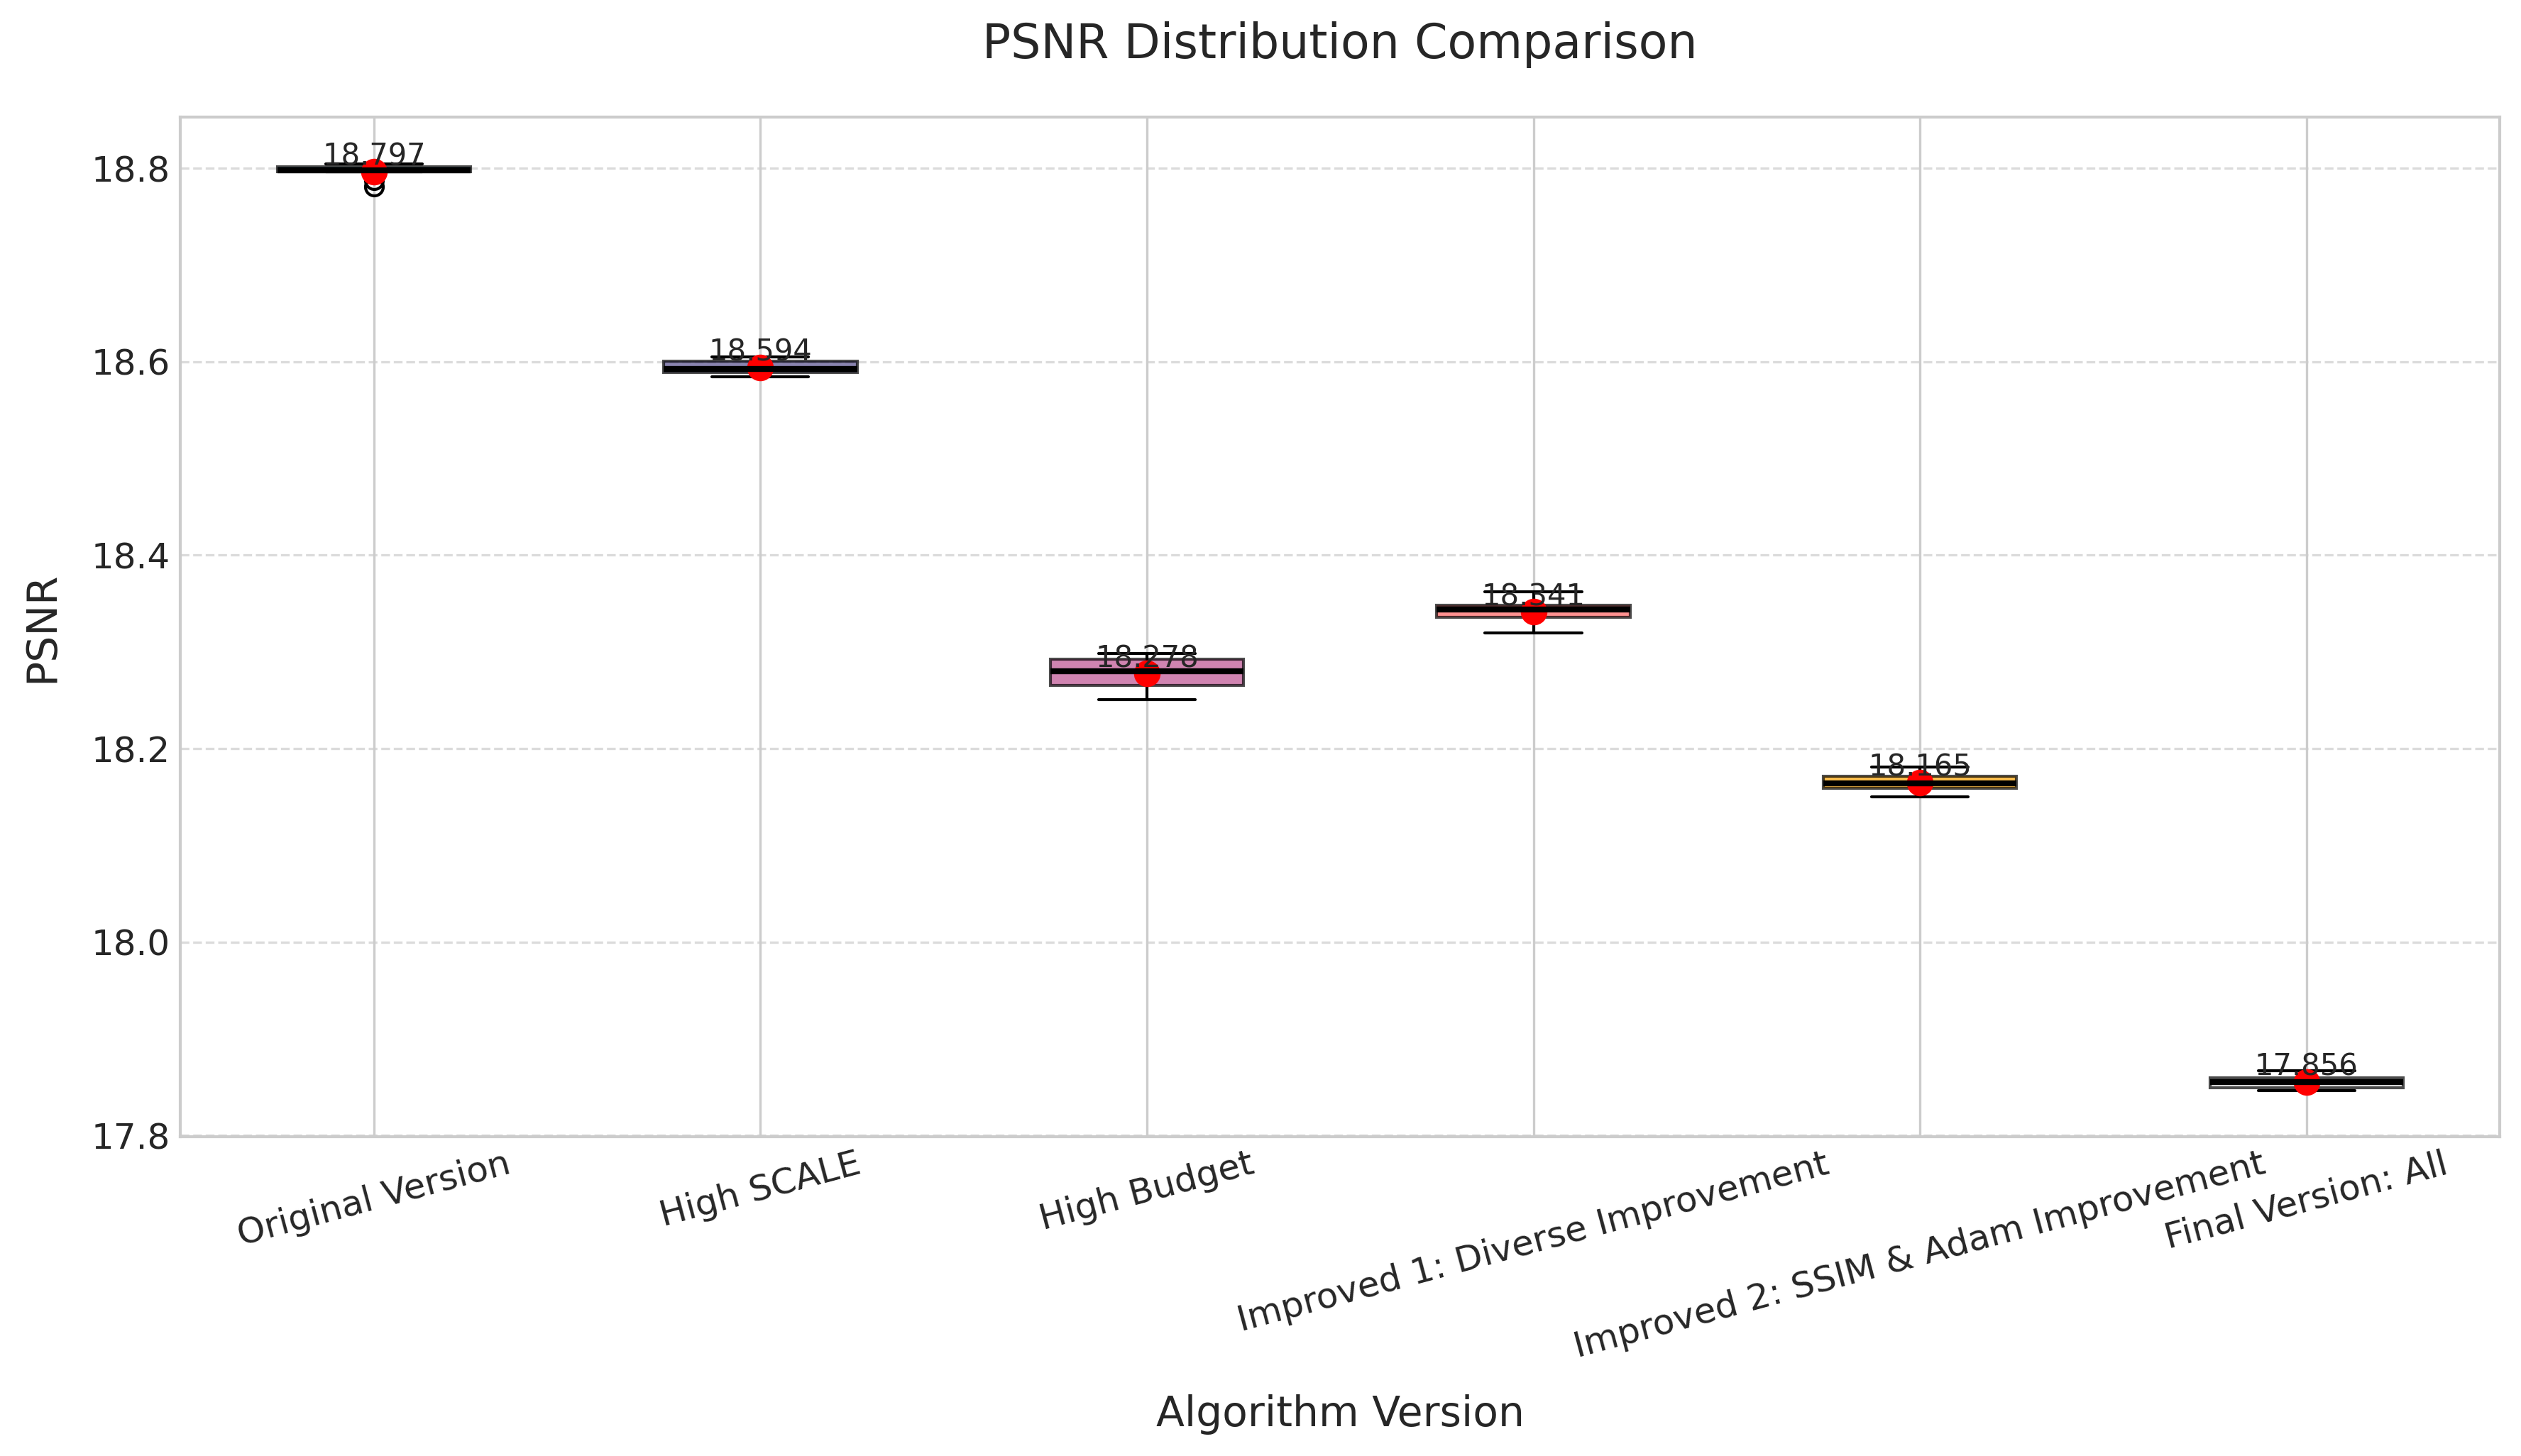 PSNR Distribution Comparison
PSNR
18.8
18.6
18.4
18.2
18.0
17.8
18.797
18.594
18.278
18.341
18.165
17.856
Original Version
High SCALE
High Budget
Improved 1: Diverse Improvement
Improved 2: SSIM & Adam Improvement
Final Version: All
Algorithm Version